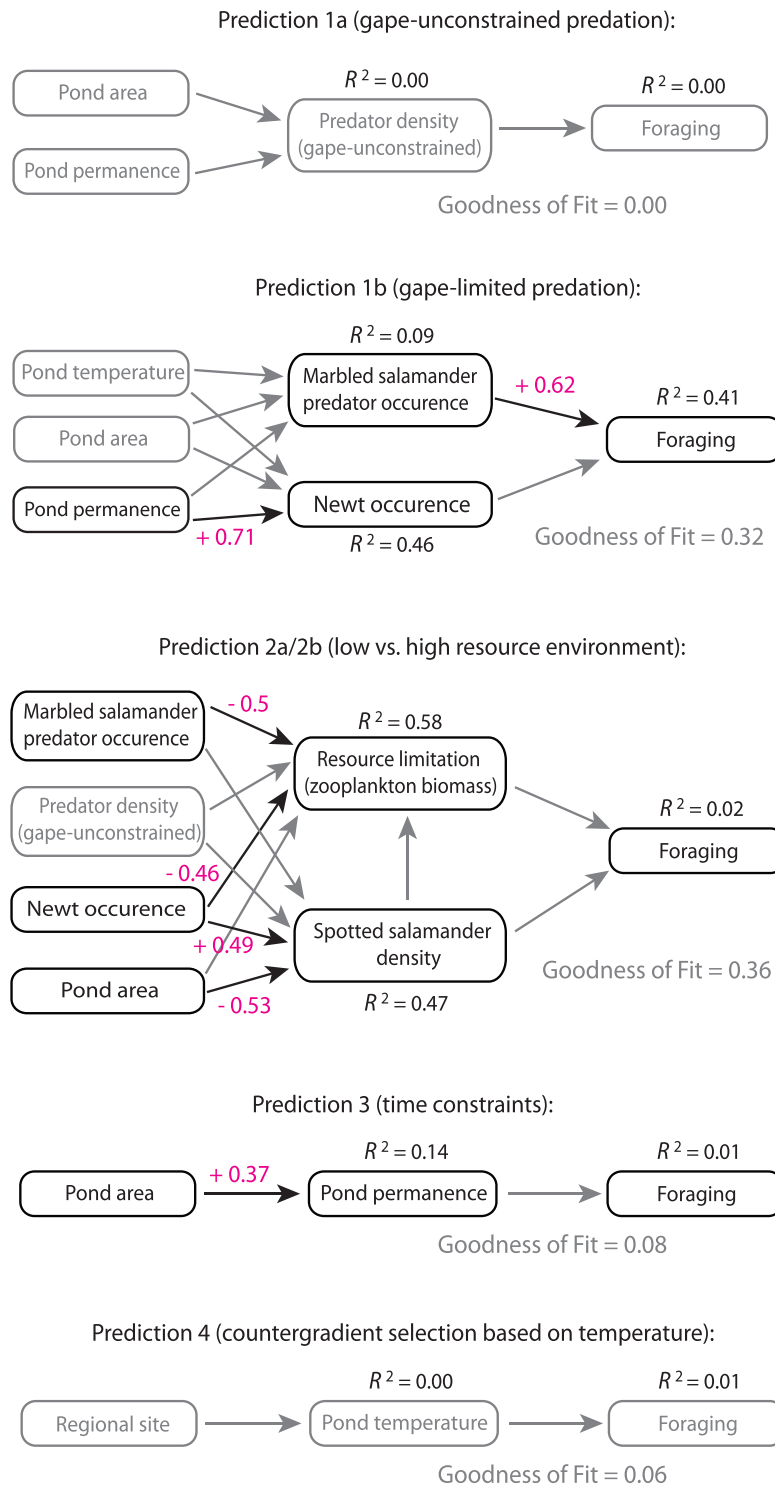 Prediction 1a (gape-unconstrained predation):
R² = 0.00
R² = 0.00
Pond area
Predator density
(gape-unconstrained)
Foraging
Pond permanence
Goodness of Fit = 0.00
Prediction 1b (gape-limited predation):
R² = 0.09
Pond temperature
Marbled salamander
predator occurence
+ 0.62
R² = 0.41
Pond area
Foraging
Pond permanence
Newt occurence
+ 0.71
R² = 0.46
Goodness of Fit = 0.32
Prediction 2a/2b (low vs. high resource environment):
Marbled salamander
predator occurence
- 0.5
R² = 0.58
Resource limitation
(zooplankton biomass)
Predator density
(gape-unconstrained)
R² = 0.02
Foraging
- 0.46
Newt occurence
+ 0.49
Spotted salamander
density
Pond area
- 0.53
R² = 0.47
Goodness of Fit = 0.36
Prediction 3 (time constraints):
R² = 0.14
R² = 0.01
+ 0.37
Pond area
Pond permanence
Foraging
Goodness of Fit = 0.08
Prediction 4 (countergradient selection based on temperature):
R² = 0.00
R² = 0.01
Regional site
Pond temperature
Foraging
Goodness of Fit = 0.06